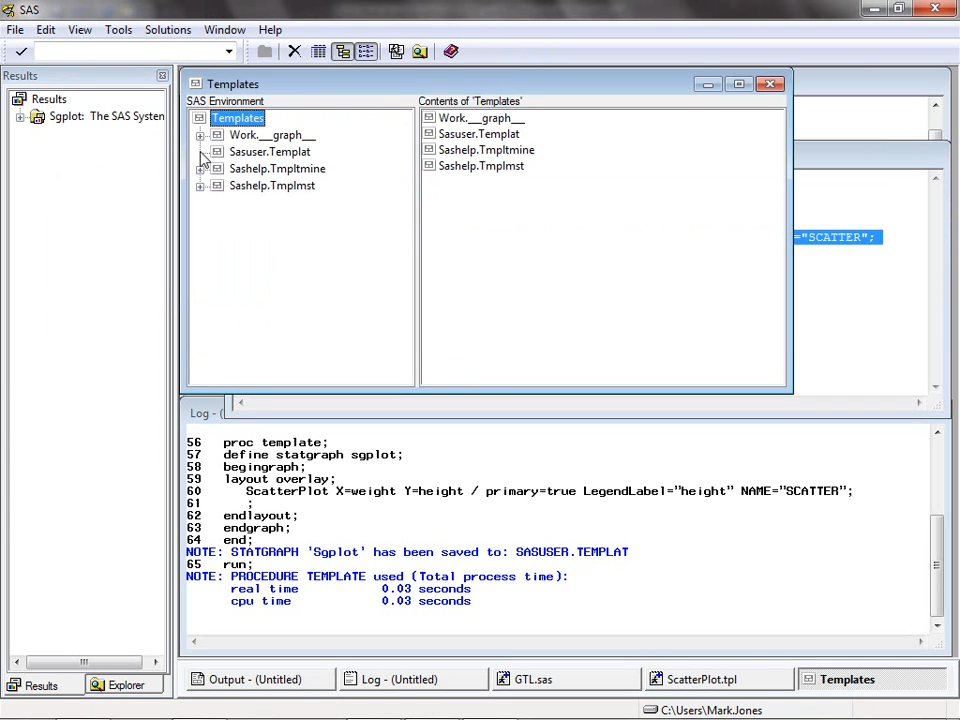 SAS
File Edit View Tools Solutions Window Help
Results
Results
Sgplot: The SAS System
Templates
SAS Environment
Contents of 'Templates'
Templates
Work.__graph__
Sasuser.Templat
Sashelp.Tmpltmine
Sashelp.Tmplmst
Work.__graph__
Sasuser.Templat
Sashelp.Tmpltmine
Sashelp.Tmplmst
="SCATTER";
Log - (
56 proc template;
57 define statgraph sgplot;
58 begingraph;
59 layout overlay;
60 ScatterPlot X=weight Y=height / primary=true LegendLabel="height" NAME="SCATTER";
61 ;
62 endlayout;
63 endgraph;
64 end;
NOTE: STATGRAPH 'Sgplot' has been saved to: SASUSER.TEMPLAT
65 run;
NOTE: PROCEDURE TEMPLATE used (Total process time):
real time 0.03 seconds
cpu time 0.03 seconds
Results Explorer
Output - (Untitled) Log - (Untitled) GTL.sas ScatterPlot.tpl Templates
C:\Users\Mark.Jones